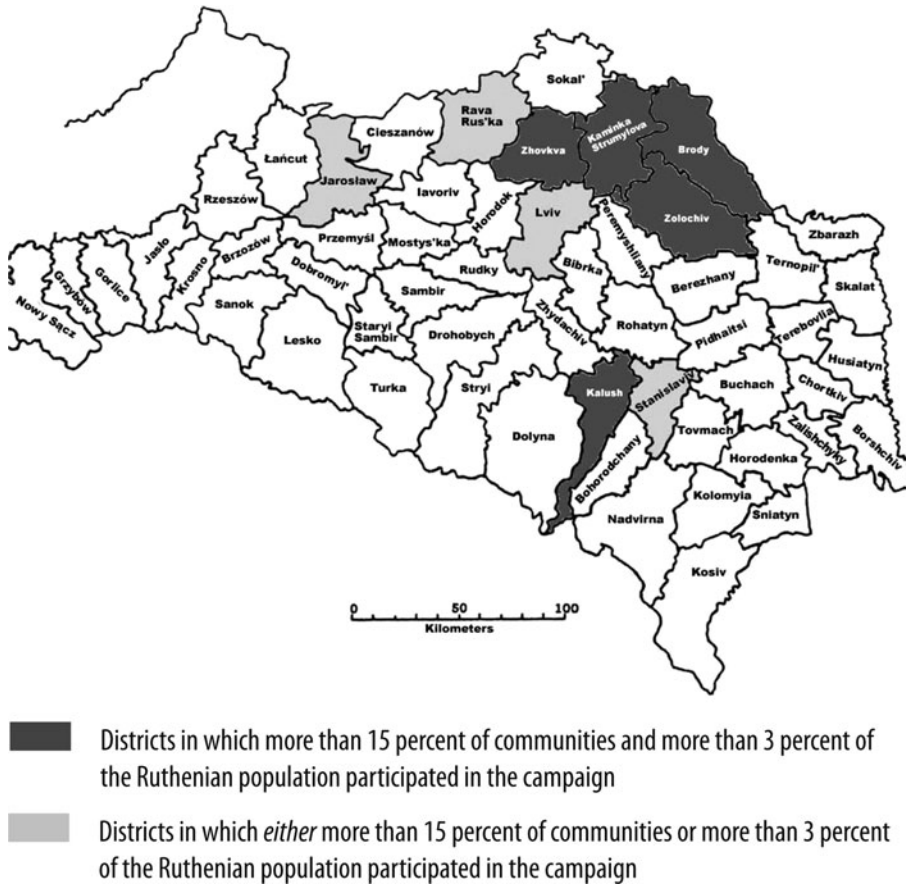 Sokal'
Rava
Rus'ka
Cieszanów
Kaminka
Strumylova
Zhovkva
Brody
Łańcut
Jarosław
Iavoriv
Horodok
Lviv
Peremyshliany
Zolochiv
Rzeszów
Zbarazh
Przemyśl
Mostys'ka
Jasło
Krosno
Brzozów
Dobromyl'
Rudky
Bibrka
Berezhany
Ternopil'
Skalat
Nowy Sącz
Grzybów
Gorlice
Sanok
Sambir
Lesko
Staryi
Sambir
Drohobych
Zhydachiv
Rohatyn
Pidhaitsi
Terebovlia
Husiatyn
Turka
Stryi
Kalush
Stanislaviv
Buchach
Chortkiv
Dolyna
Bohorodchany
Tovmach
Zalishchyky
Borshchiv
Horodenka
Nadvirna
Kolomyia
Sniatyn
Kosiv
0 50 100
Kilometers
Districts in which more than 15 percent of communities and more than 3 percent of
the Ruthenian population participated in the campaign
Districts in which either more than 15 percent of communities or more than 3 percent
of the Ruthenian population participated in the campaign